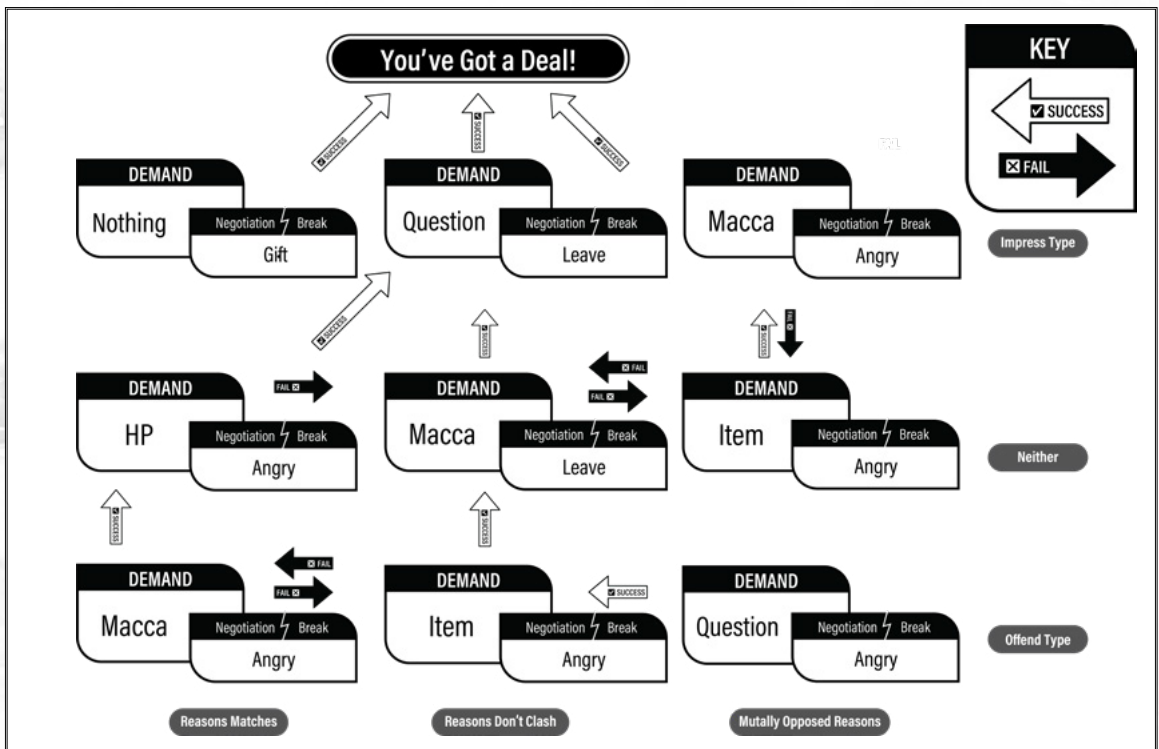 You've Got a Deal!
KEY
SUCCESS
FAIL
SUCCESS
SUCCESS
SUCCESS
DEMAND
Nothing
Negotiation Break
Gift
DEMAND
Question
Negotiation Break
Leave
DEMAND
Macca
Negotiation Break
Angry
Impress Type
SUCCESS
SUCCESS
SUCCESS
FAIL
DEMAND
HP
Negotiation Break
Angry
FAIL
DEMAND
Macca
Negotiation Break
Leave
FAIL
FAIL
DEMAND
Item
Negotiation Break
Angry
Neither
SUCCESS
SUCCESS
DEMAND
Macca
Negotiation Break
Angry
FAIL
FAIL
DEMAND
Item
Negotiation Break
Angry
SUCCESS
DEMAND
Question
Negotiation Break
Angry
Offend Type
Reasons Matches
Reasons Don't Clash
Mutally Opposed Reasons